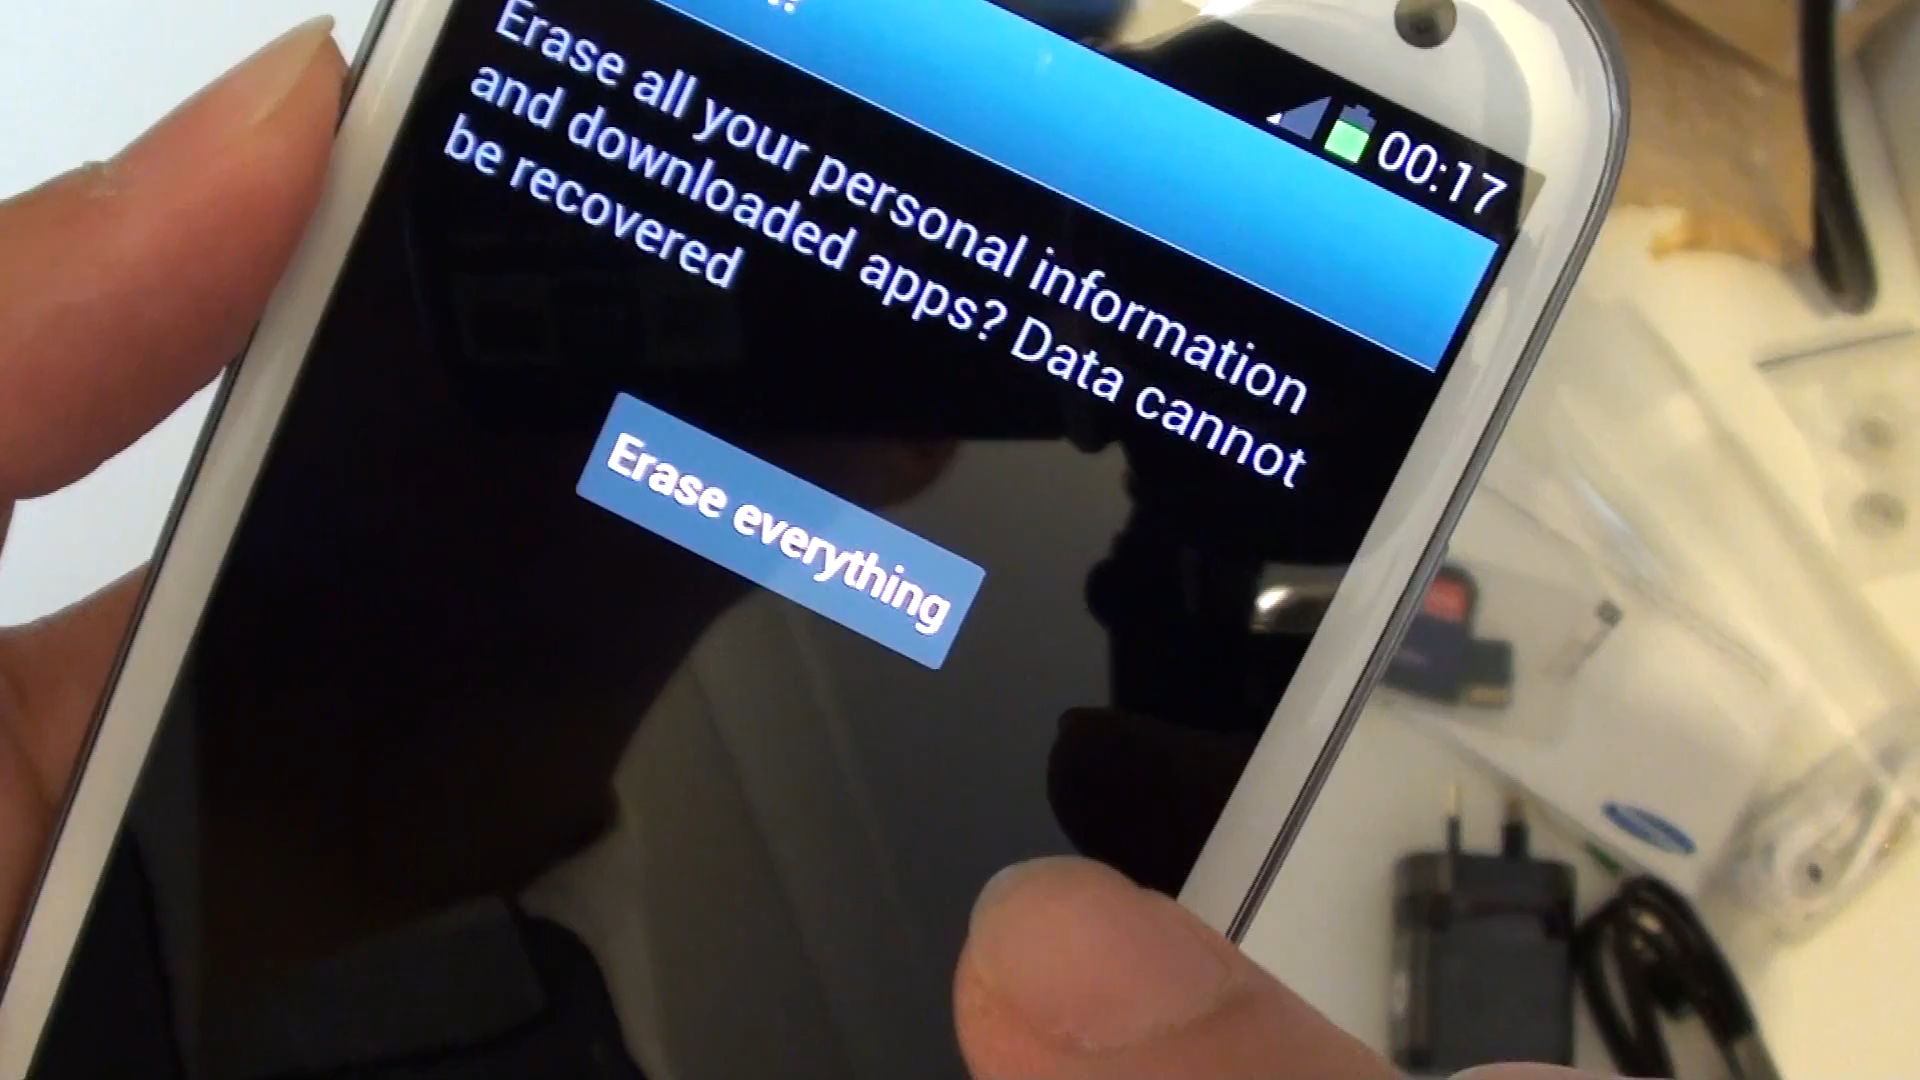 00:17
Erase all your personal information
and downloaded apps? Data cannot
be recovered
Erase everything